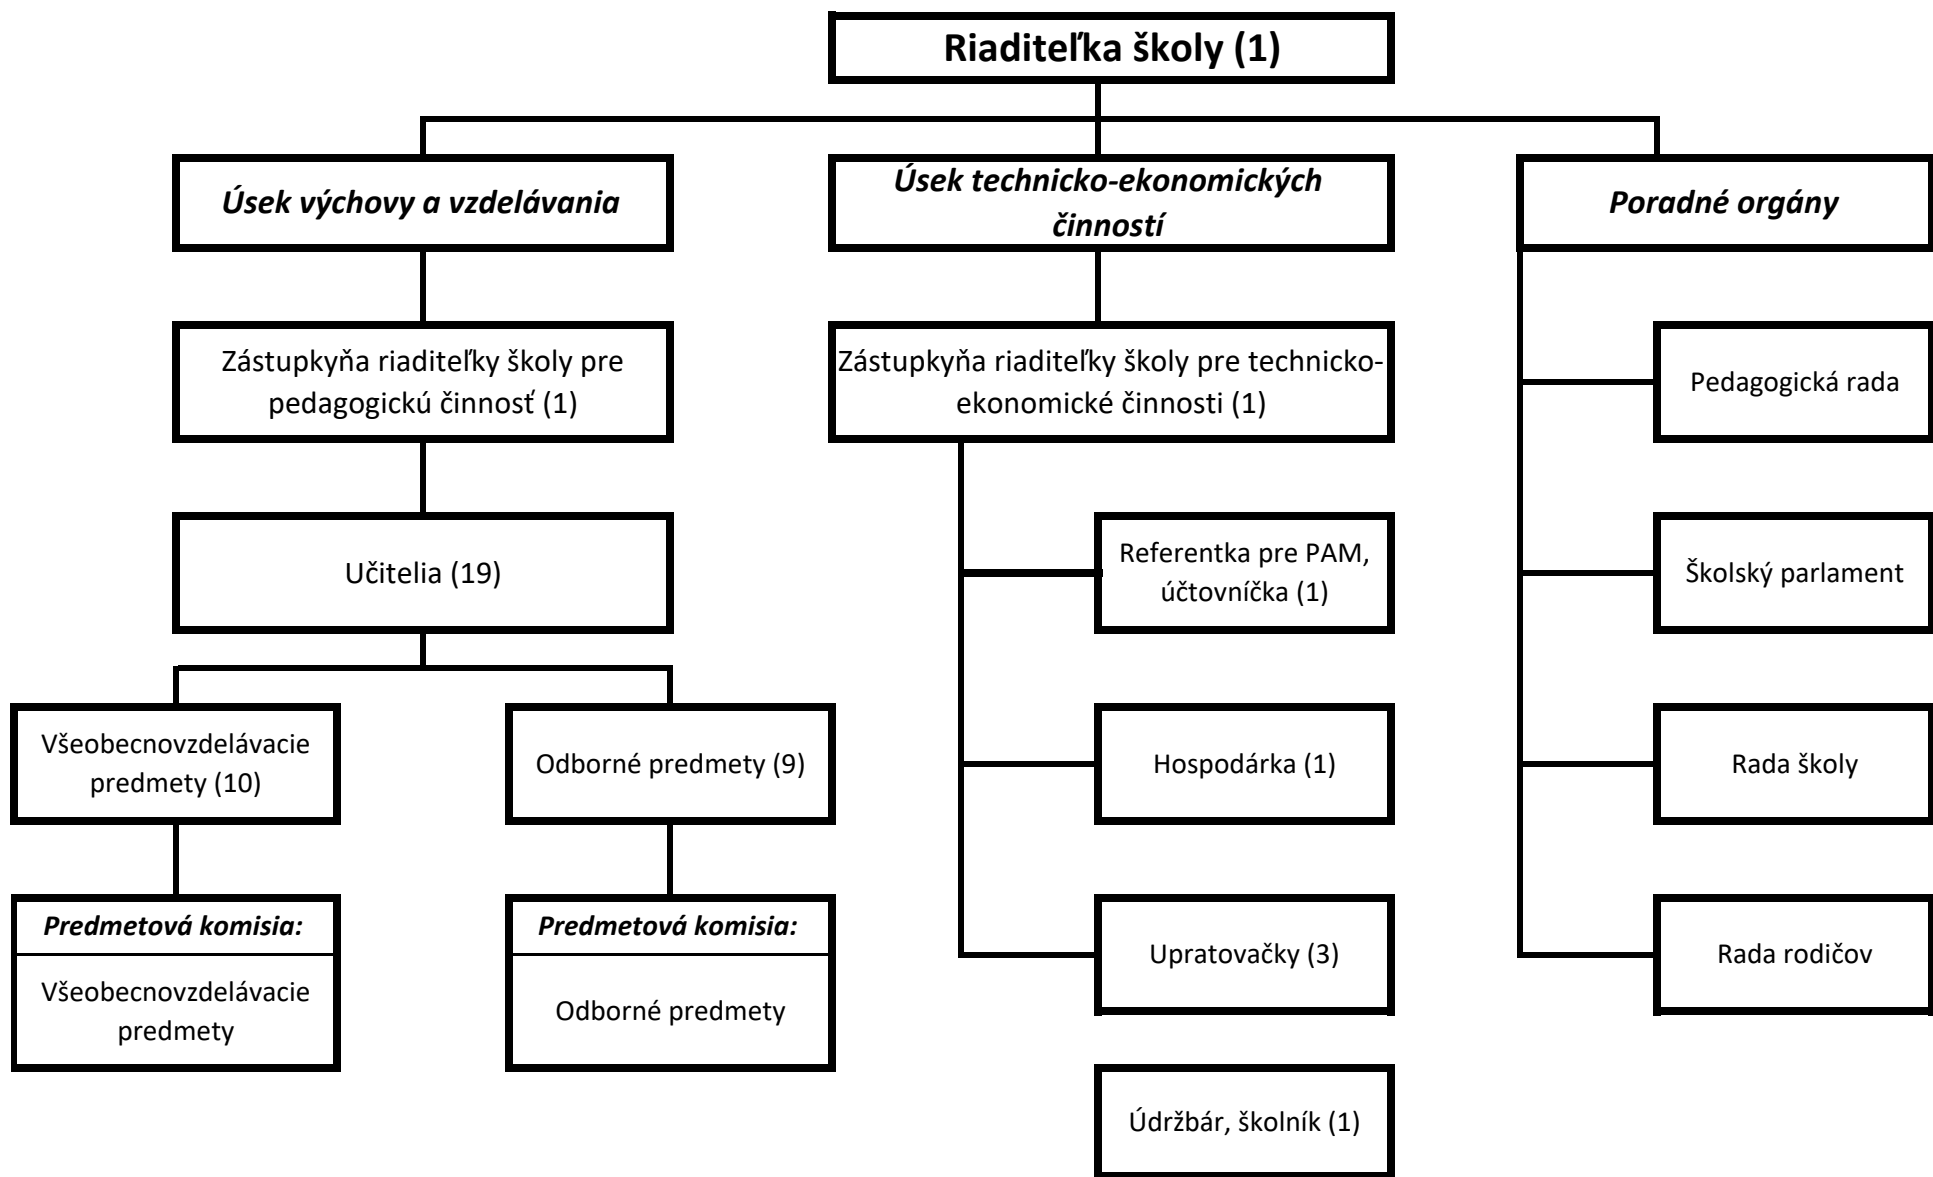 Riaditeľka školy (1)
Úsek výchovy a vzdelávania
Úsek technicko-ekonomických
činností
Poradné orgány
Zástupkyňa riaditeľky školy pre
pedagogickú činnosť (1)
Zástupkyňa riaditeľky školy pre technicko-
ekonomické činnosti (1)
Pedagogická rada
Učitelia (19)
Referentka pre PAM,
účtovníčka (1)
Školský parlament
Všeobecnovzdelávacie
predmety (10)
Odborné predmety (9)
Hospodárka (1)
Rada školy
Predmetová komisia:
Všeobecnovzdelávacie
predmety
Predmetová komisia:
Odborné predmety
Upratovačky (3)
Rada rodičov
Údržbár, školník (1)